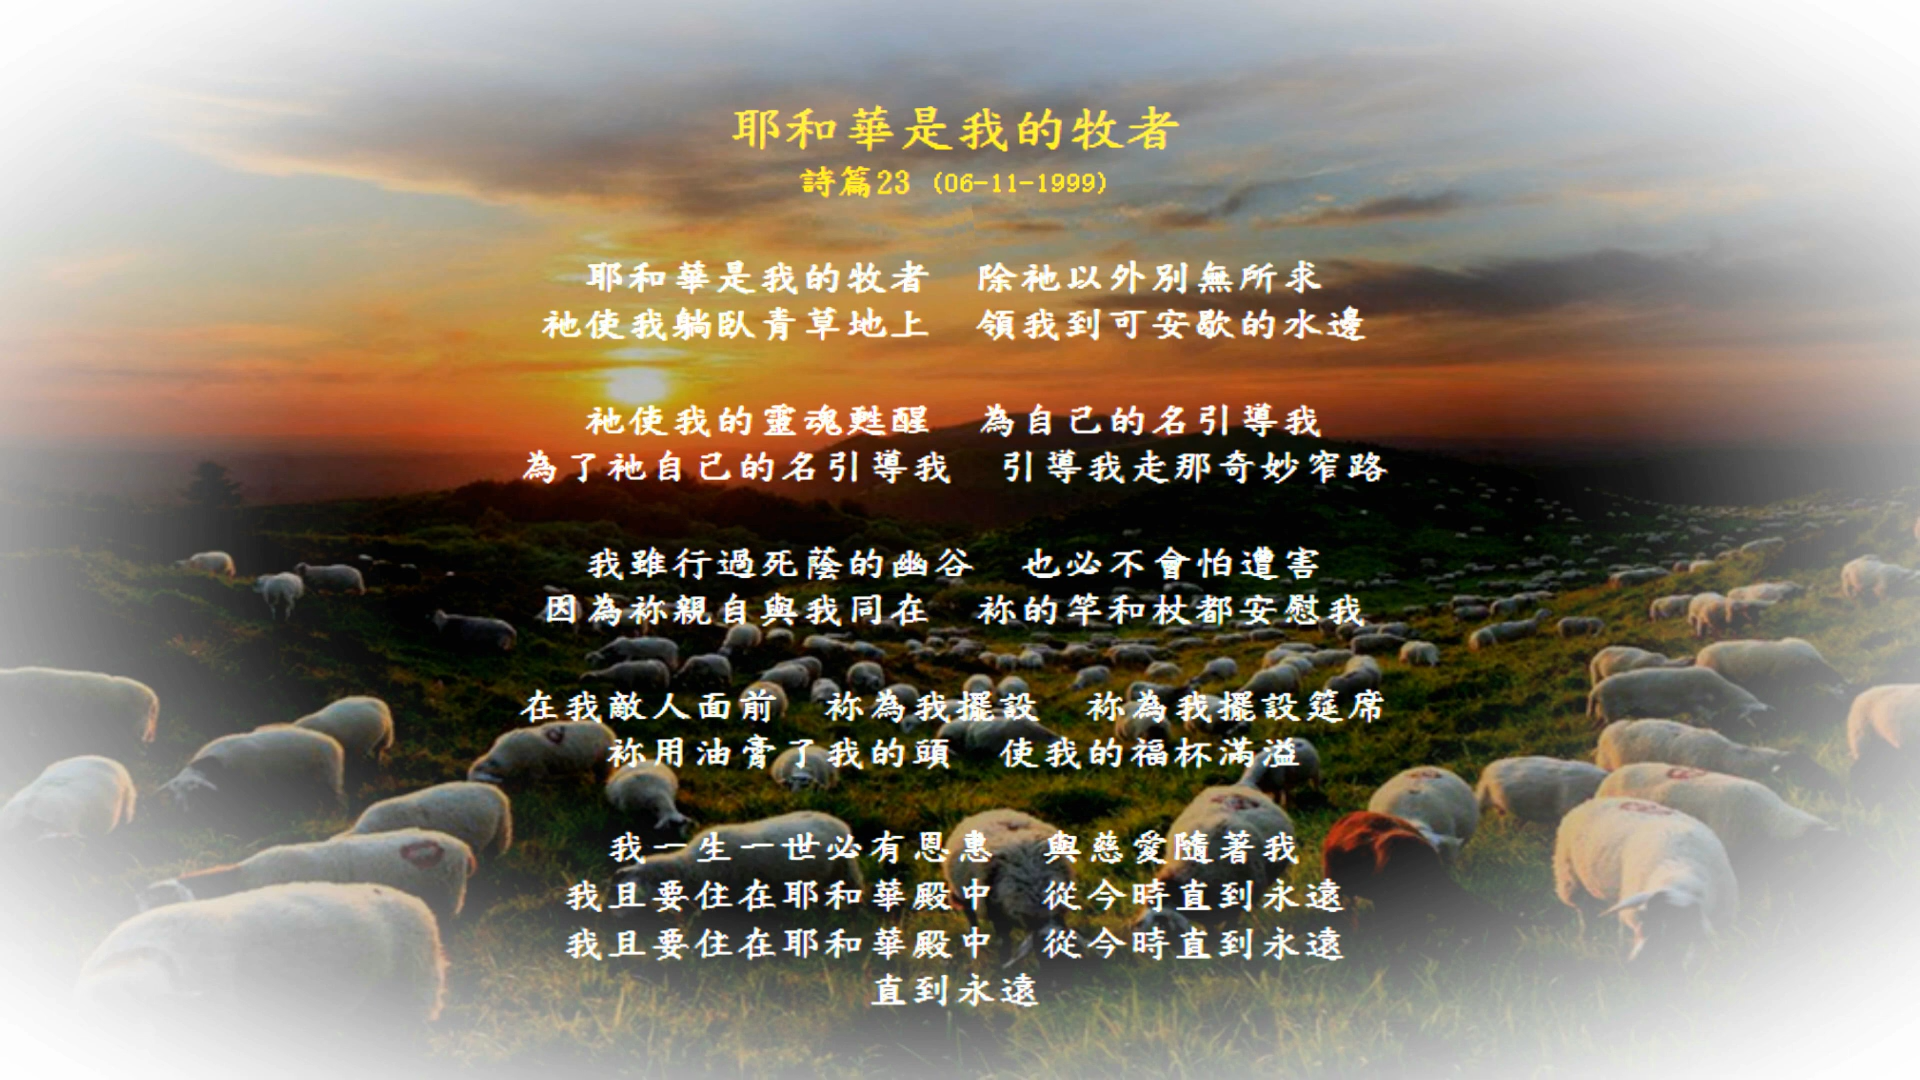 耶和華是我的牧者
詩篇23 (06-11-1999)
耶和華是我的牧者　除祂以外別無所求
祂使我躺臥青草地上　領我到可安歇的水邊
祂使我的靈魂甦醒　為自己的名引導我
為了祂自己的名引導我　引導我走那奇妙窄路
我雖行過死蔭的幽谷　也必不會怕遭害
因為祢親自與我同在　祢的竿和杖都安慰我
在我敵人面前　祢為我擺設　祢為我擺設筵席
祢用油膏了我的頭　使我的福杯滿溢
我一生一世必有恩惠　與慈愛隨著我
我且要住在耶和華殿中　從今時直到永遠
我且要住在耶和華殿中　從今時直到永遠
直到永遠